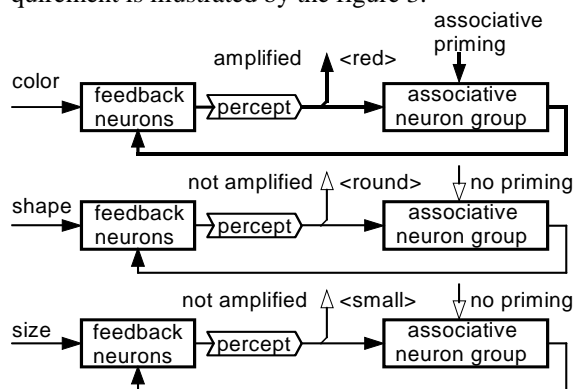 quirement is illustrated by the figure 3.
associative
priming
amplified <red>
color
feedback
neurons
percept
associative
neuron group
not amplified <round> no priming
shape
feedback
neurons
percept
associative
neuron group
not amplified <small> no priming
size
feedback
neurons
percept
associative
neuron group